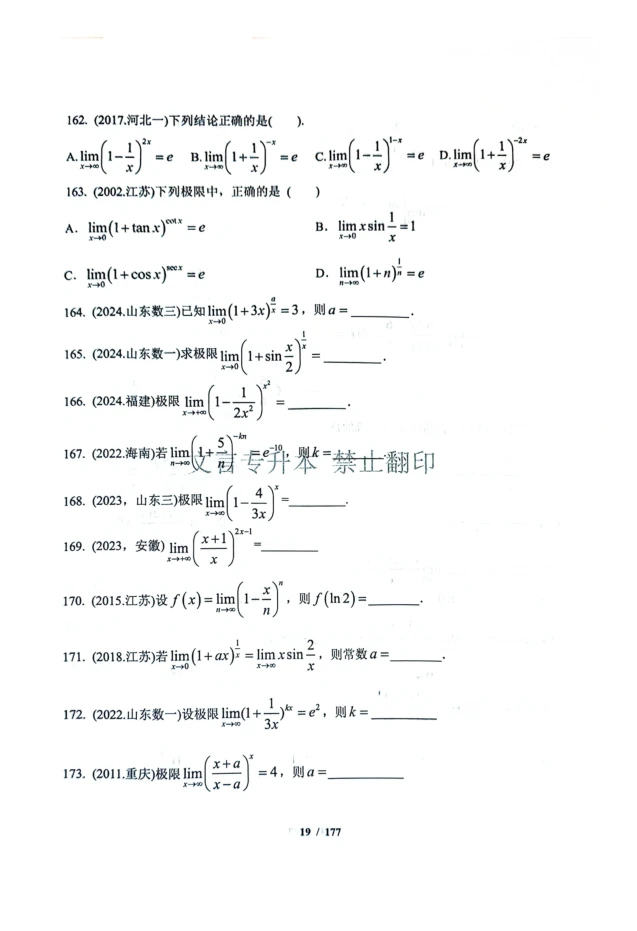 162. (2017.河北一)下列结论正确的是(  ).
A. lim_{x→∞}(1−1/x)^{2x}=e  B. lim_{x→∞}(1+1/x)^{−x}=e  C. lim_{x→∞}(1−1/x)^{1−x}=e  D. lim_{x→∞}(1+1/x)^{−2x}=e
163. (2002.江苏)下列极限中，正确的是 (  )
A. lim_{x→0}(1+tan x)^{cot x}=e  B. lim_{x→0} x sin 1/x=1
C. lim_{x→0}(1+cos x)^{sec x}=e  D. lim_{n→∞}(1+n)^{1/n}=e
164. (2024.山东数三)已知 lim_{x→0}(1+3x)^{a/x}=3，则 a=________.
165. (2024.山东数一)求极限 lim_{x→0}(1+sin x/2)^{1/x}=________.
166. (2024.福建)极限 lim_{x→+∞}(1−1/2x²)^{x²}=________.
167. (2022.海南)若 lim_{n→∞}(1+5/n)^{−kn}=e^{−10}，则 k=________.
文言专升本 禁止翻印
168. (2023，山东三)极限 lim_{x→∞}(1−4/3x)^x=________.
169. (2023，安徽) lim_{x→+∞}(x+1/x)^{2x−1}=________
170. (2015.江苏)设 f(x)=lim_{n→∞}(1−x/n)^n，则 f(ln 2)=________.
171. (2018.江苏)若 lim_{x→0}(1+ax)^{1/x}=lim_{x→∞} x sin 2/x，则常数 a=________.
172. (2022.山东数一)设极限 lim_{x→∞}(1+1/3x)^{kx}=e²，则 k=________
173. (2011.重庆)极限 lim_{x→∞}(x+a/x−a)^x=4，则 a=________
19 / 177